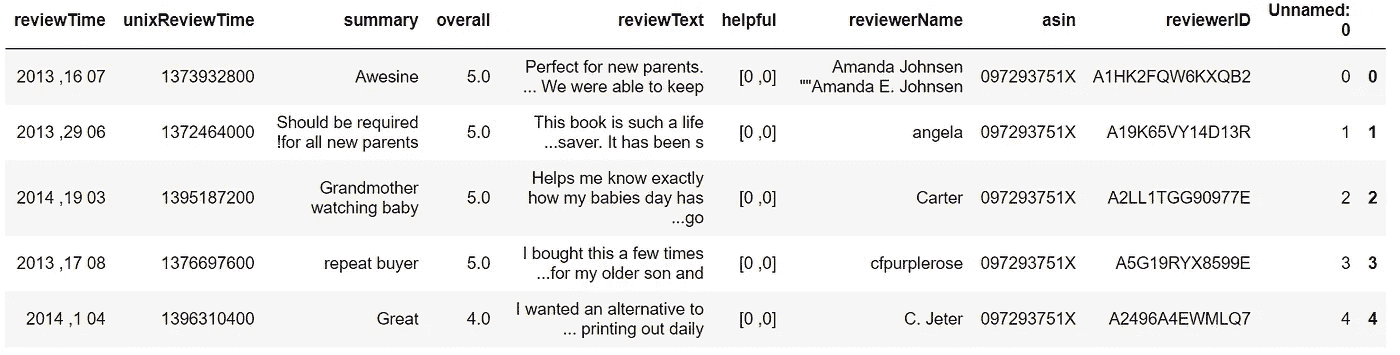 reviewTime unixReviewTime summary overall reviewText helpful reviewerName asin reviewerID Unnamed:
0
2013 ,16 07 1373932800 Awesine 5.0 Perfect for new parents.
... We were able to keep [0 ,0] Amanda Johnsen
""Amanda E. Johnsen 097293751X A1HK2FQW6KXQB2 0 0
2013 ,29 06 1372464000 Should be required
!for all new parents 5.0 This book is such a life
...saver. It has been s [0 ,0] angela 097293751X A19K65VY14D13R 1 1
2014 ,19 03 1395187200 Grandmother
watching baby 5.0 Helps me know exactly
how my babies day has
...go [0 ,0] Carter 097293751X A2LL1TGG90977E 2 2
2013 ,17 08 1376697600 repeat buyer 5.0 I bought this a few times
...for my older son and [0 ,0] cfpurplerose 097293751X A5G19RYX8599E 3 3
2014 ,1 04 1396310400 Great 4.0 I wanted an alternative to
... printing out daily [0 ,0] C. Jeter 097293751X A2496A4EWMLQ7 4 4